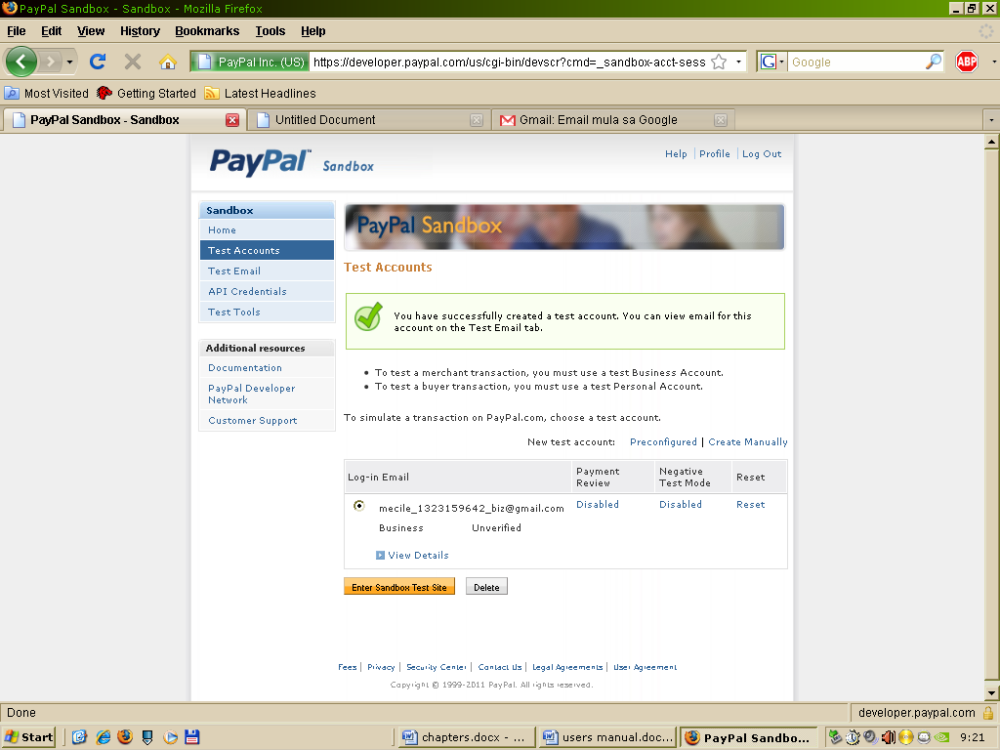 PayPal Sandbox - Sandbox - Mozilla Firefox
File Edit View History Bookmarks Tools Help
PayPal Inc. (US) https://developer.paypal.com/us/cgi-bin/devscr?cmd=_sandbox-acct-sess
G Google
ABP
Most Visited Getting Started Latest Headlines
PayPal Sandbox - Sandbox Untitled Document Gmail: Email mula sa Google
PayPal™ Sandbox
Help Profile Log Out
Sandbox
Home
Test Accounts
Test Email
API Credentials
Test Tools
Additional resources
Documentation
PayPal Developer
Network
Customer Support
PayPal Sandbox
Test Accounts
You have successfully created a test account. You can view email for this
account on the Test Email tab.
• To test a merchant transaction, you must use a test Business Account.
• To test a buyer transaction, you must use a test Personal Account.
To simulate a transaction on PayPal.com, choose a test account.
New test account: Preconfigured | Create Manually
Log-in Email Payment Review Negative Test Mode Reset
mecile_1323159642_biz@gmail.com Disabled Disabled Reset
Business Unverified
View Details
Enter Sandbox Test Site Delete
Fees | Privacy | Security Center | Contact Us | Legal Agreements | User Agreement
Copyright © 1999-2011 PayPal. All rights reserved.
Done developer.paypal.com
Start chapters.docx - ... users manual.doc... PayPal Sandbo... 9:21